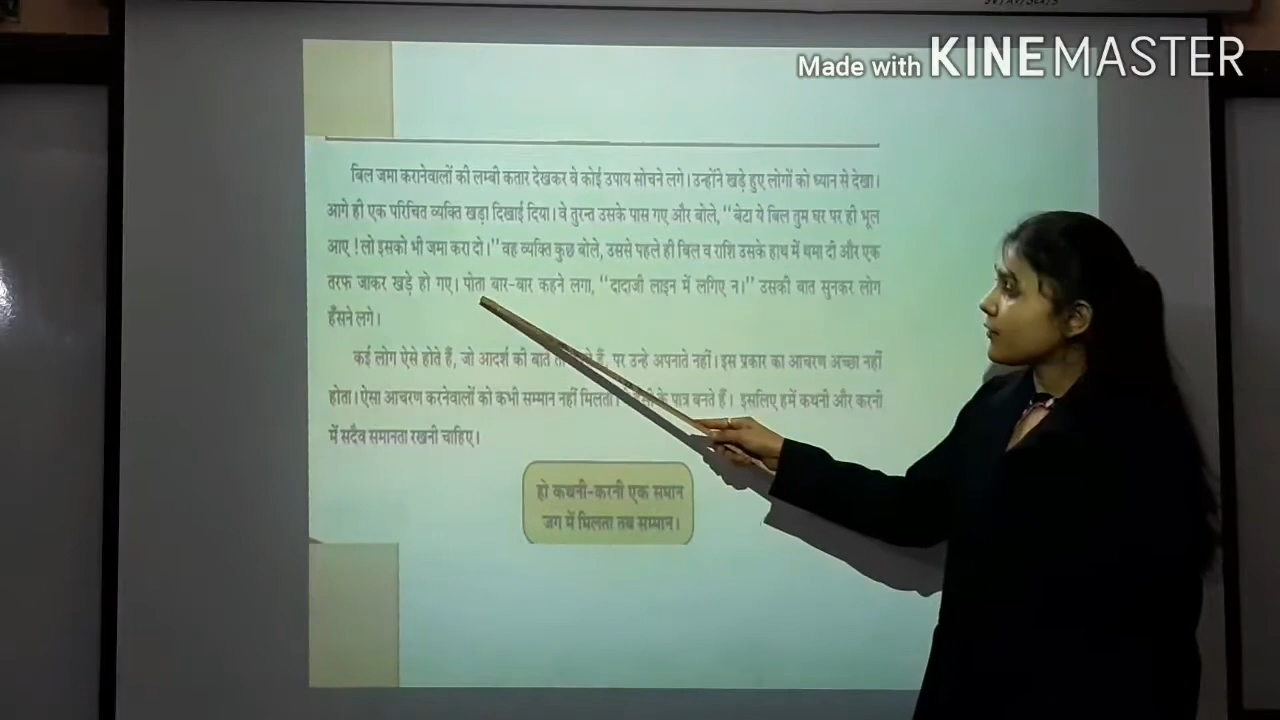 Made with KINEMASTER
बिल जमा करानेवालों की लम्बी कतार देखकर वे कोई उपाय सोचने लगे। उन्होंने खड़े हुए लोगों को ध्यान से देखा।
आगे ही एक परिचित व्यक्ति खड़ा दिखाई दिया। वे तुरन्त उसके पास गए और बोले, "बेटा ये बिल तुम घर पर ही भूल
आए ! लो इसको भी जमा करा दो।" वह व्यक्ति कुछ बोले, उससे पहले ही बिल व राशि उसके हाथ में थमा दी और एक
तरफ जाकर खड़े हो गए। पोता बार-बार कहने लगा, "दादाजी लाइन में लगिए न।" उसकी बात सुनकर लोग
हँसने लगे।
कई लोग ऐसे होते हैं, जो आदर्श की बातें हैं, पर उन्हे अपनाते नहीं। इस प्रकार का आचरण अच्छा नहीं
होता। ऐसा आचरण करनेवालों को कभी सम्मान नहीं मिलता। के पात्र बनते हैं। इसलिए हमें कथनी और करनी
में सदैव समानता रखनी चाहिए।
हो कथनी-करनी एक समान
जग में मिलता तब सम्मान।